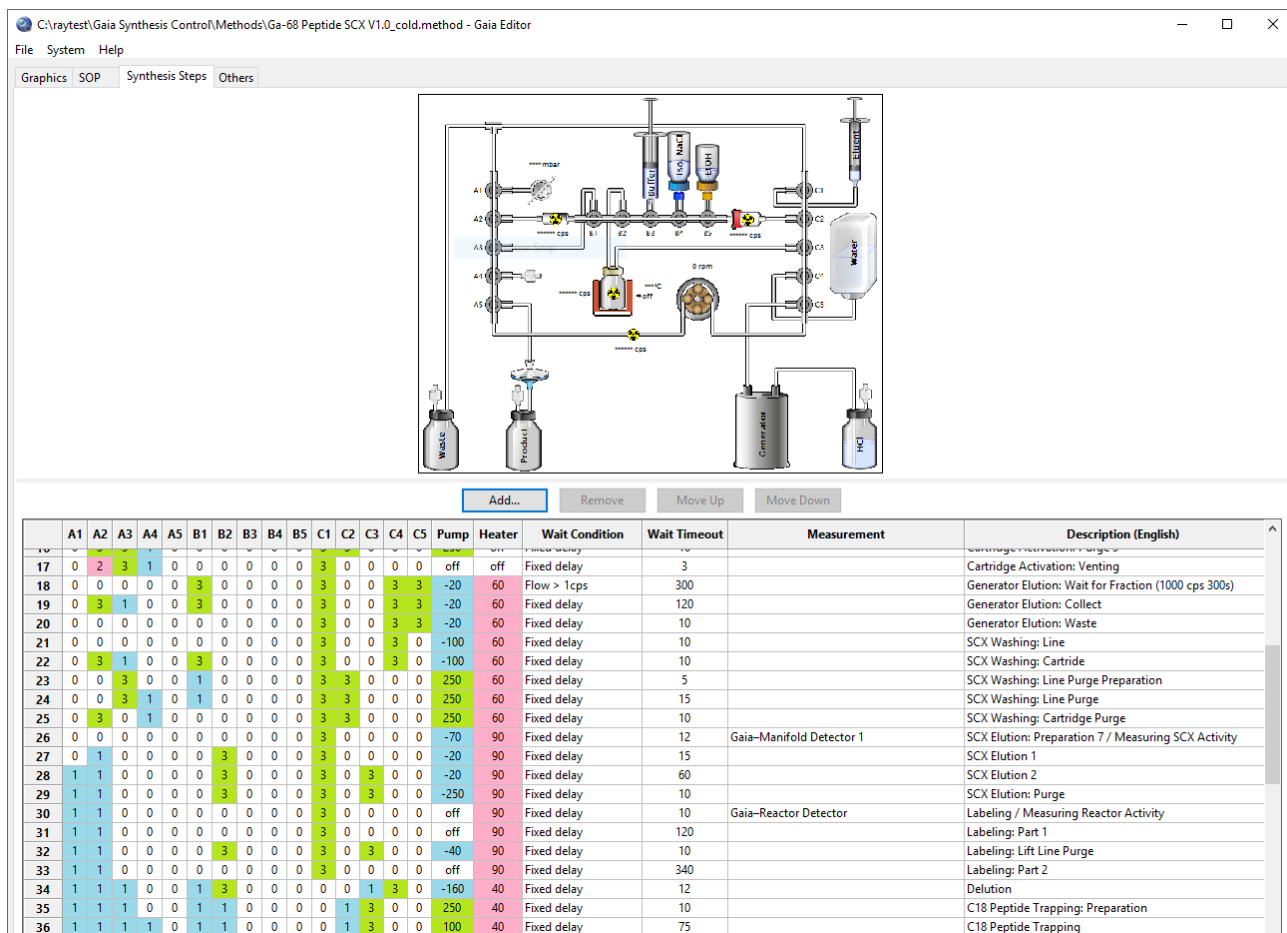 C:\raytest\Gaia Synthesis Control\Methods\Ga-68 Peptide SCX V1.0_cold.method - Gaia Editor
File System Help
Graphics SOP Synthesis Steps Others
**** mbar
Buffer
Iso. NaCl
EtOH
Eluent
A1
C1
A2
C2
B1 B2 B3 B4 B5
****** cps
****** cps
A3
C3
Water
A4
C4
0 rpm
****** cps
***°C
off
A5
C5
****** cps
Waste
Product
Generator
HCl
Add... Remove Move Up Move Down
A1 A2 A3 A4 A5 B1 B2 B3 B4 B5 C1 C2 C3 C4 C5 Pump Heater Wait Condition Wait Timeout Measurement Description (English)
17 0 2 3 1 0 0 0 0 0 0 3 0 0 0 0 off off Fixed delay 3 Cartridge Activation: Venting
18 0 0 0 0 0 3 0 0 0 0 3 0 0 3 3 -20 60 Flow > 1cps 300 Generator Elution: Wait for Fraction (1000 cps 300s)
19 0 3 1 0 0 3 0 0 0 0 3 0 0 3 3 -20 60 Fixed delay 120 Generator Elution: Collect
20 0 0 0 0 0 0 0 0 0 0 3 0 0 3 3 -20 60 Fixed delay 10 Generator Elution: Waste
21 0 0 0 0 0 0 0 0 0 0 3 0 0 3 0 -100 60 Fixed delay 10 SCX Washing: Line
22 0 3 1 0 0 3 0 0 0 0 3 0 0 3 0 -100 60 Fixed delay 10 SCX Washing: Cartride
23 0 0 3 0 0 1 0 0 0 0 3 3 0 0 0 250 60 Fixed delay 5 SCX Washing: Line Purge Preparation
24 0 0 3 1 0 1 0 0 0 0 3 3 0 0 0 250 60 Fixed delay 15 SCX Washing: Line Purge
25 0 3 0 1 0 0 0 0 0 0 3 3 0 0 0 250 60 Fixed delay 10 SCX Washing: Cartridge Purge
26 0 0 0 0 0 0 0 0 0 0 3 0 0 0 0 -70 90 Fixed delay 12 Gaia–Manifold Detector 1 SCX Elution: Preparation 7 / Measuring SCX Activity
27 0 1 0 0 0 0 3 0 0 0 3 0 0 0 0 -20 90 Fixed delay 15 SCX Elution 1
28 1 1 0 0 0 0 3 0 0 0 3 0 3 0 0 -20 90 Fixed delay 60 SCX Elution 2
29 1 1 0 0 0 0 3 0 0 0 3 0 3 0 0 -250 90 Fixed delay 10 SCX Elution: Purge
30 1 1 0 0 0 0 0 0 0 0 3 0 0 0 0 off 90 Fixed delay 10 Gaia–Reactor Detector Labeling / Measuring Reactor Activity
31 1 1 0 0 0 0 0 0 0 0 3 0 0 0 0 off 90 Fixed delay 120 Labeling: Part 1
32 1 1 0 0 0 0 3 0 0 0 3 0 3 0 0 -40 90 Fixed delay 10 Labeling: Lift Line Purge
33 1 1 0 0 0 0 0 0 0 0 3 0 0 0 0 off 90 Fixed delay 340 Labeling: Part 2
34 1 1 1 0 0 1 3 0 0 0 0 0 1 3 0 -160 40 Fixed delay 12 Delution
35 1 1 1 0 0 1 1 0 0 0 0 1 3 0 0 250 40 Fixed delay 10 C18 Peptide Trapping: Preparation
36 1 1 1 1 0 1 1 0 0 0 0 1 3 0 0 100 40 Fixed delay 75 C18 Peptide Trapping